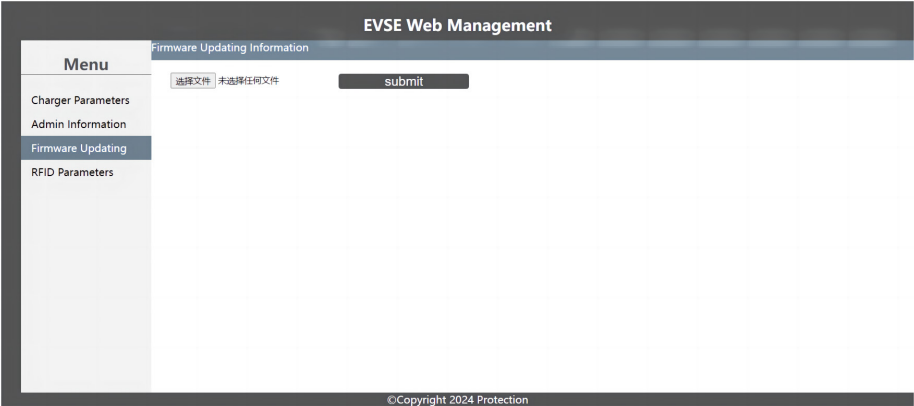 EVSE Web Management
Menu
Charger Parameters
Admin Information
Firmware Updating
RFID Parameters
Firmware Updating Information
选择文件 未选择任何文件
submit
©Copyright 2024 Protection